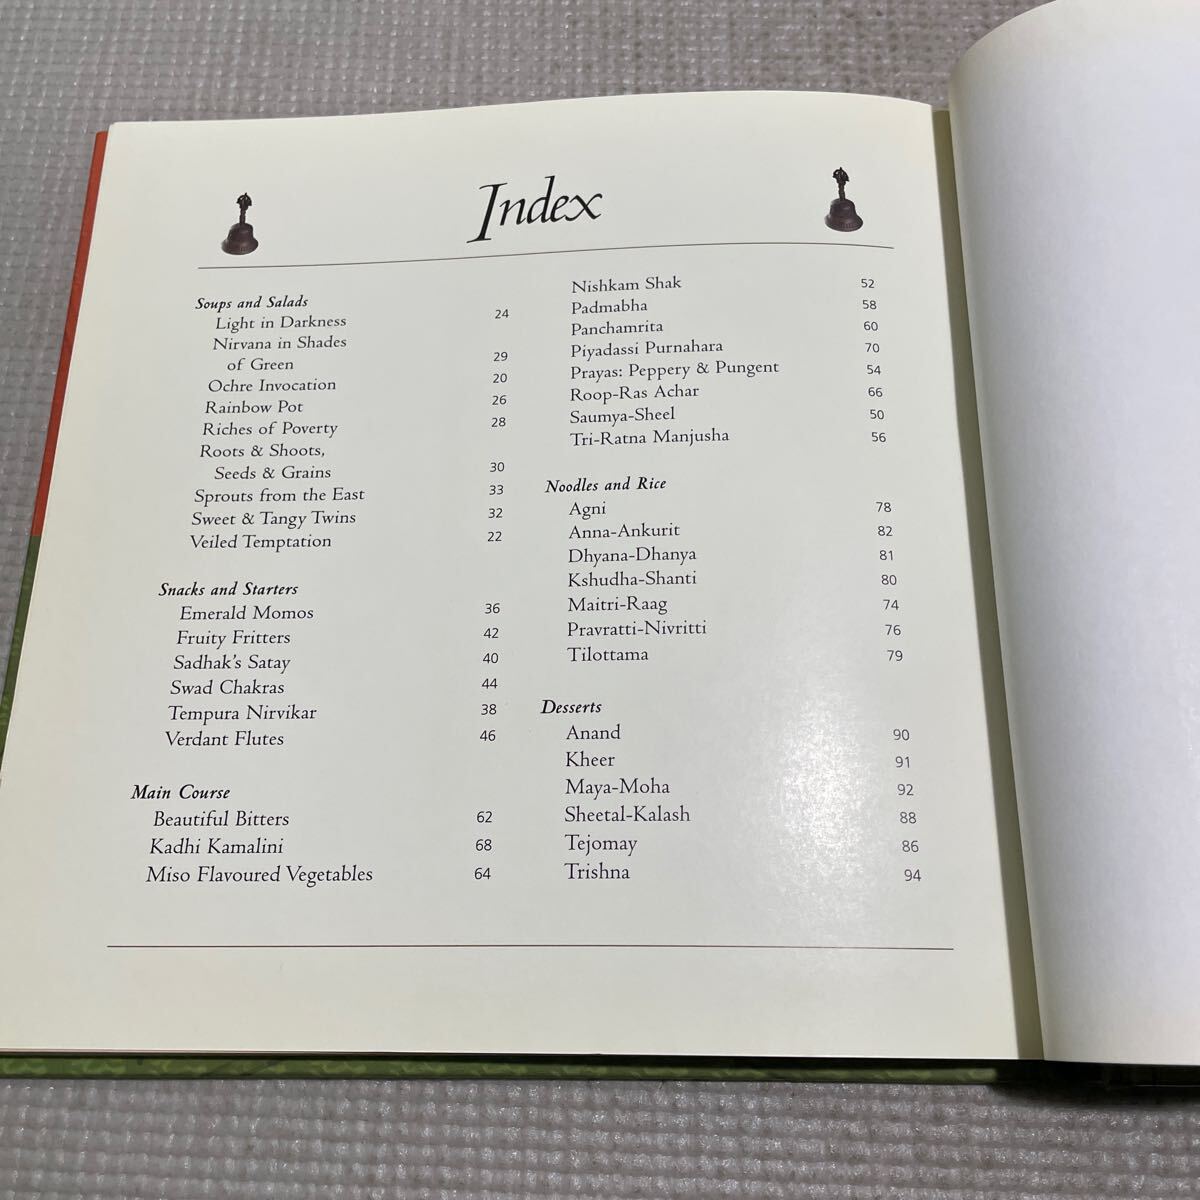 Index
Soups and Salads
Light in Darkness 24
Nirvana in Shades
of Green 29
Ochre Invocation 20
Rainbow Pot 26
Riches of Poverty 28
Roots & Shoots,
Seeds & Grains 30
Sprouts from the East 33
Sweet & Tangy Twins 32
Veiled Temptation 22
Snacks and Starters
Emerald Momos 36
Fruity Fritters 42
Sadhak's Satay 40
Swad Chakras 44
Tempura Nirvikar 38
Verdant Flutes 46
Main Course
Beautiful Bitters 62
Kadhi Kamalini 68
Miso Flavoured Vegetables 64
Nishkam Shak 52
Padmabha 58
Panchamrita 60
Piyadassi Purnahara 70
Prayas: Peppery & Pungent 54
Roop-Ras Achar 66
Saumya-Sheel 50
Tri-Ratna Manjusha 56
Noodles and Rice
Agni 78
Anna-Ankurit 82
Dhyana-Dhanya 81
Kshudha-Shanti 80
Maitri-Raag 74
Pravratti-Nivritti 76
Tilottama 79
Desserts
Anand 90
Kheer 91
Maya-Moha 92
Sheetal-Kalash 88
Tejomay 86
Trishna 94